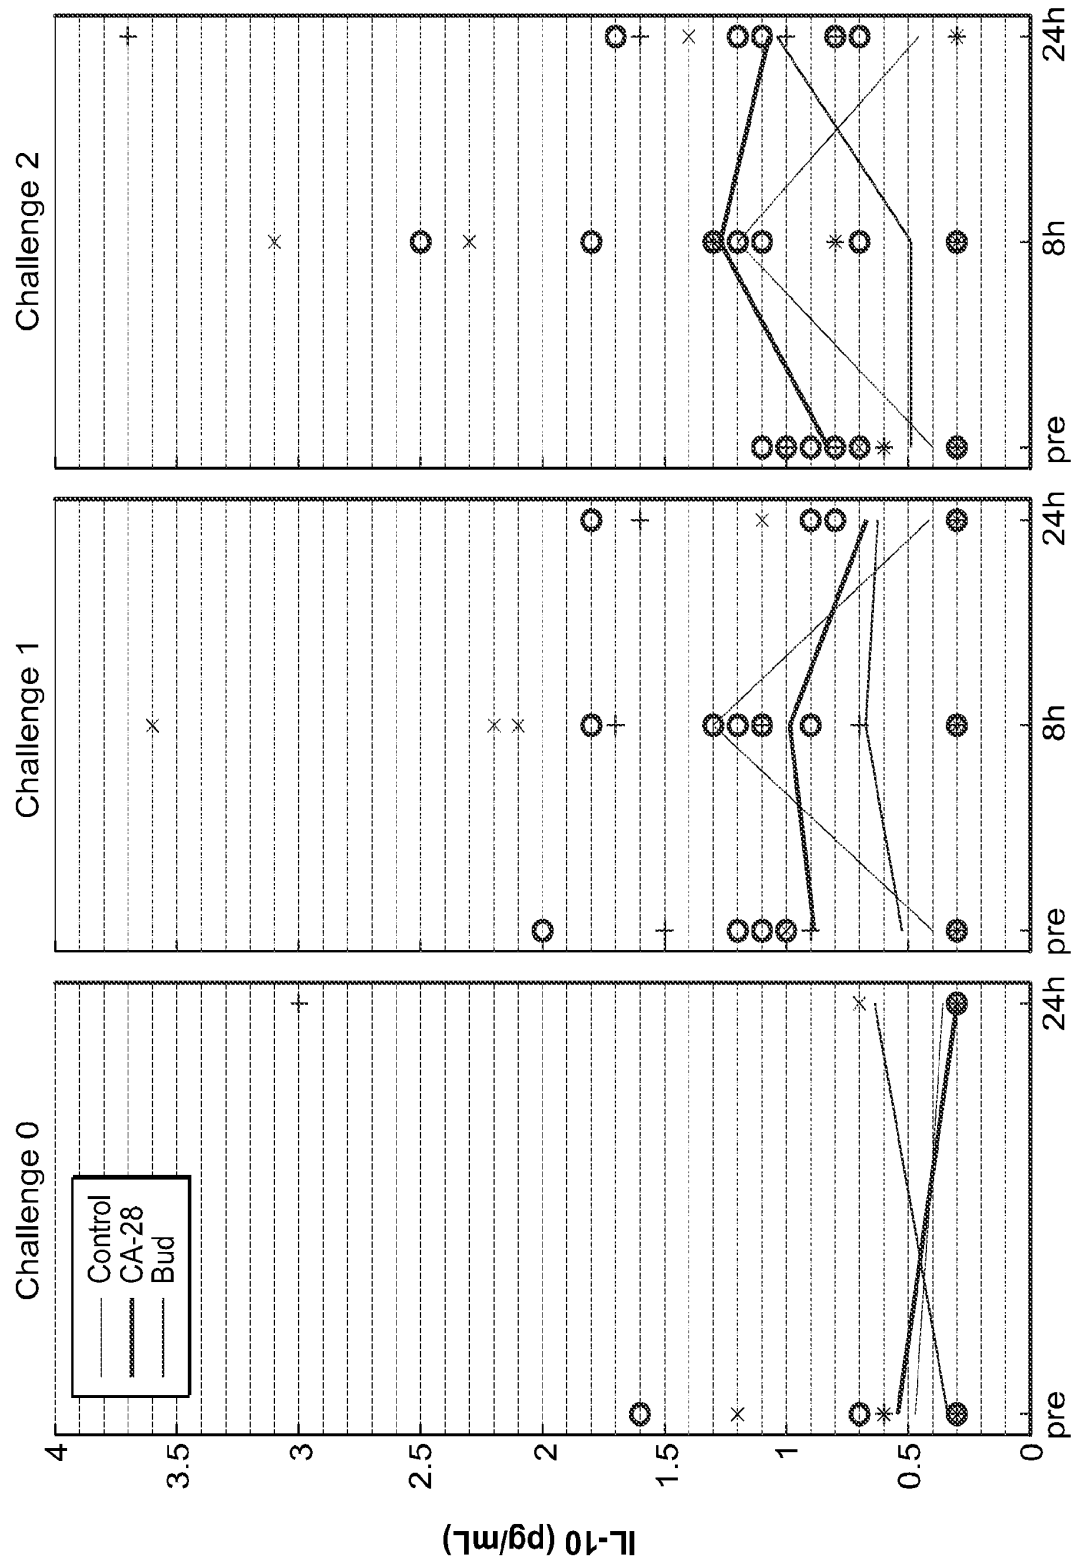 Challenge 0
Challenge 1
Challenge 2
Control
CA-28
Bud
IL-10 (pg/mL)
4
3.5
3
2.5
2
1.5
1
0.5
0
pre
24h
pre
8h
24h
pre
8h
24h